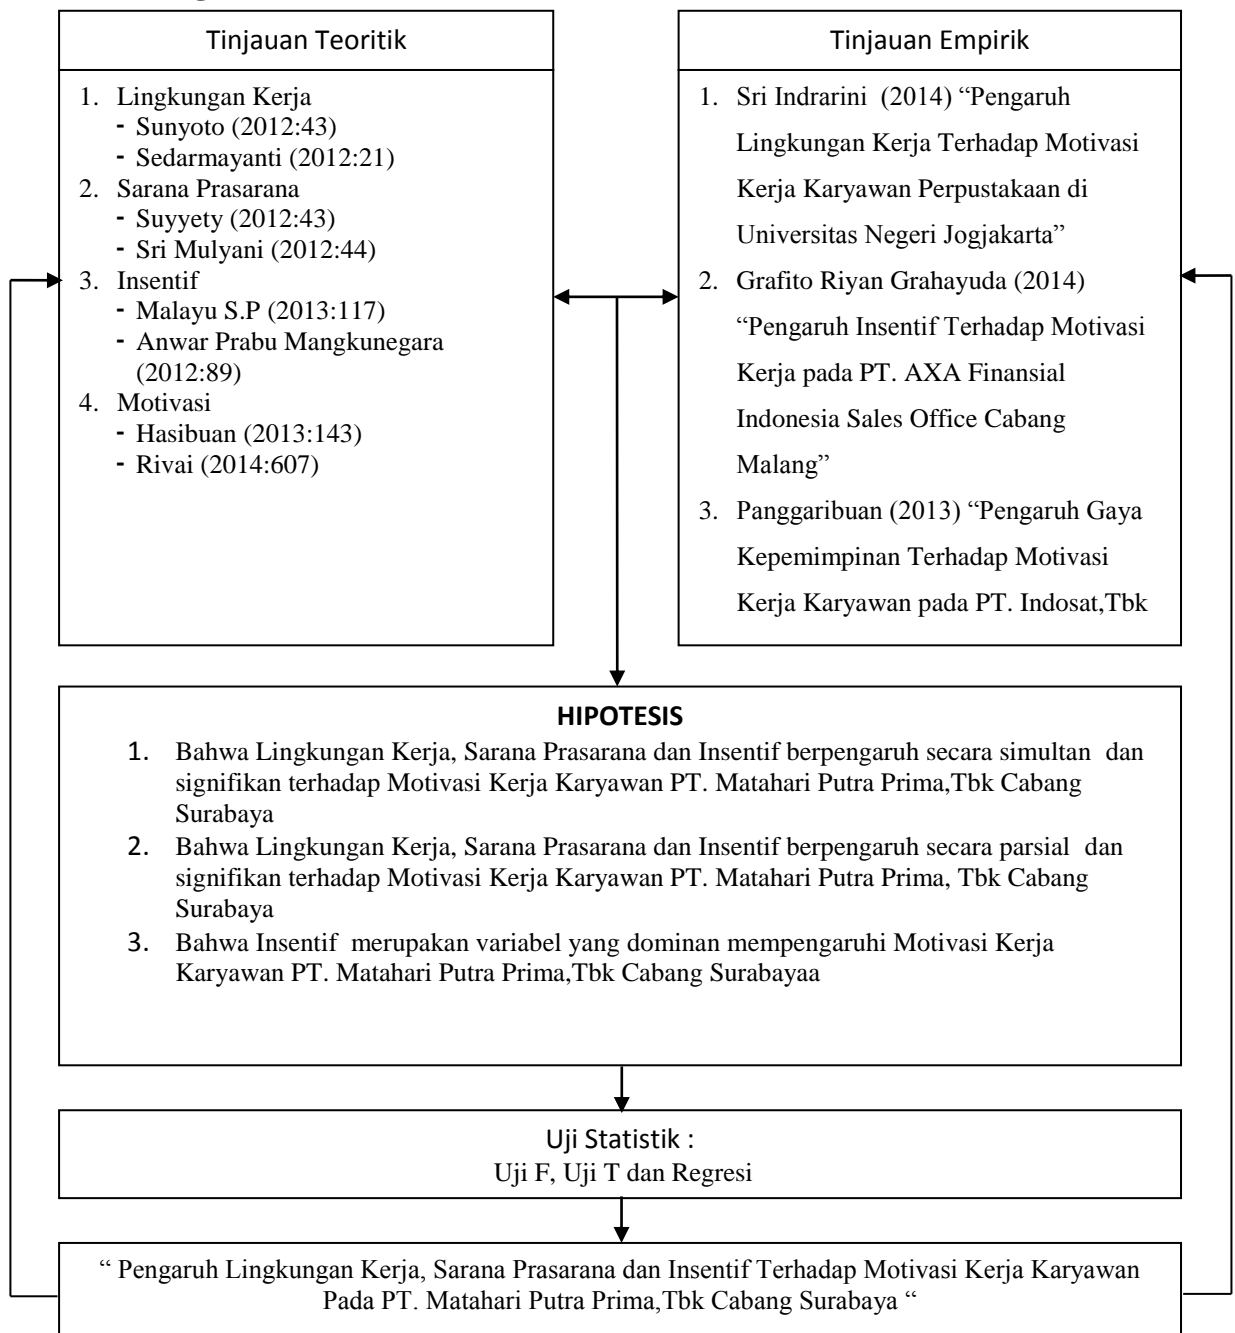 Tinjauan Teoritik
1. Lingkungan Kerja
- Sunyoto (2012:43)
- Sedarmayanti (2012:21)
2. Sarana Prasarana
- Suyyety (2012:43)
- Sri Mulyani (2012:44)
3. Insentif
- Malayu S.P (2013:117)
- Anwar Prabu Mangkunegara
(2012:89)
4. Motivasi
- Hasibuan (2013:143)
- Rivai (2014:607)
Tinjauan Empirik
1. Sri Indrarini (2014) “Pengaruh
Lingkungan Kerja Terhadap Motivasi
Kerja Karyawan Perpustakaan di
Universitas Negeri Jogjakarta”
2. Grafito Riyan Grahayuda (2014)
“Pengaruh Insentif Terhadap Motivasi
Kerja pada PT. AXA Finansial
Indonesia Sales Office Cabang
Malang”
3. Panggaribuan (2013) “Pengaruh Gaya
Kepemimpinan Terhadap Motivasi
Kerja Karyawan pada PT. Indosat,Tbk
HIPOTESIS
1. Bahwa Lingkungan Kerja, Sarana Prasarana dan Insentif berpengaruh secara simultan dan
signifikan terhadap Motivasi Kerja Karyawan PT. Matahari Putra Prima,Tbk Cabang
Surabaya
2. Bahwa Lingkungan Kerja, Sarana Prasarana dan Insentif berpengaruh secara parsial dan
signifikan terhadap Motivasi Kerja Karyawan PT. Matahari Putra Prima, Tbk Cabang
Surabaya
3. Bahwa Insentif merupakan variabel yang dominan mempengaruhi Motivasi Kerja
Karyawan PT. Matahari Putra Prima,Tbk Cabang Surabayaa
Uji Statistik :
Uji F, Uji T dan Regresi
“ Pengaruh Lingkungan Kerja, Sarana Prasarana dan Insentif Terhadap Motivasi Kerja Karyawan
Pada PT. Matahari Putra Prima,Tbk Cabang Surabaya “